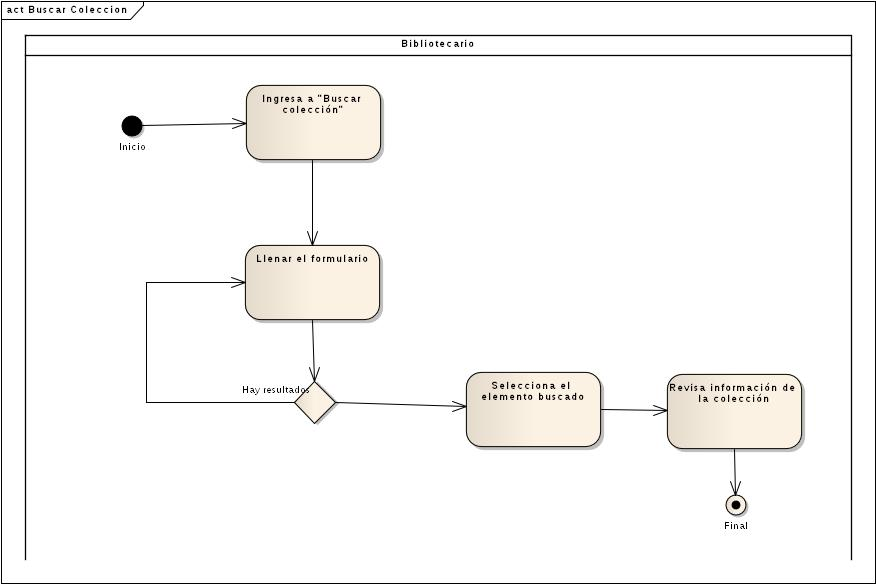 act Buscar Coleccion
Bibliotecario
Ingresa a "Buscar
colección"
Inicio
Llenar el formulario
Hay resultados
Selecciona el
elemento buscado
Revisa información de
la colección
Final